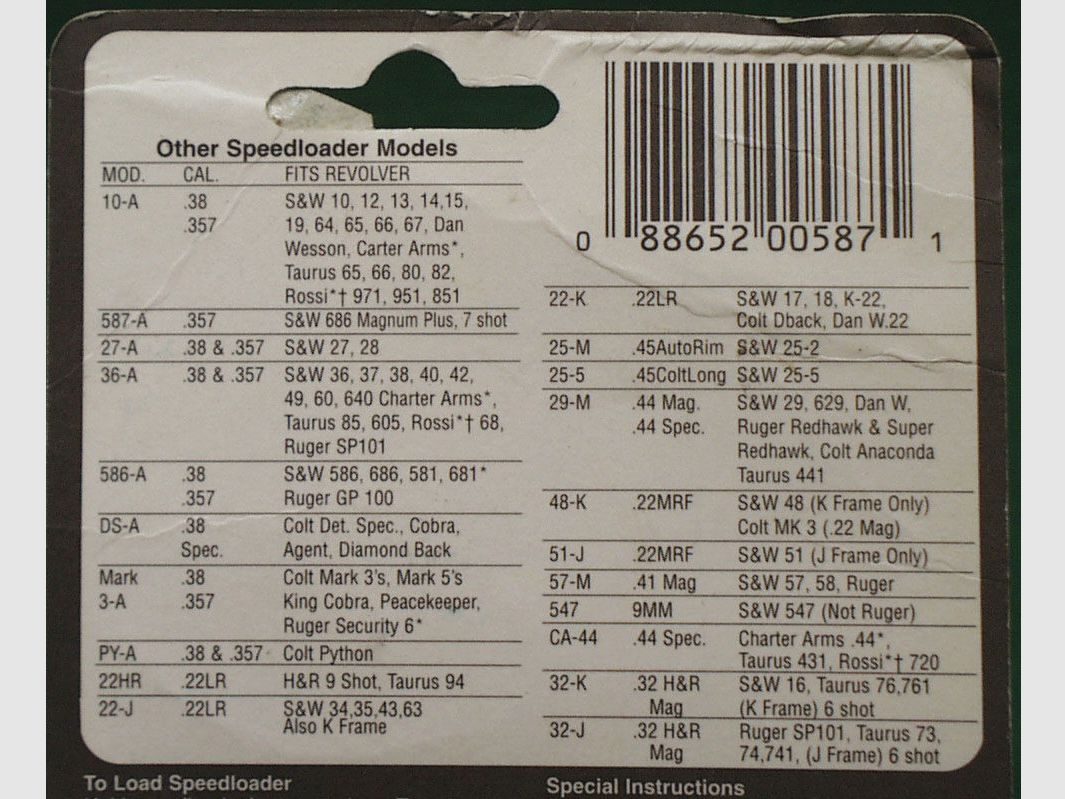 Other Speedloader Models
MOD. CAL. FITS REVOLVER
10-A .38 S&W 10, 12, 13, 14,15,
.357 19, 64, 65, 66, 67, Dan
Wesson, Carter Arms*,
Taurus 65, 66, 80, 82,
Rossi*† 971, 951, 851
587-A .357 S&W 686 Magnum Plus, 7 shot
27-A .38 & .357 S&W 27, 28
36-A .38 & .357 S&W 36, 37, 38, 40, 42,
49, 60, 640 Charter Arms*,
Taurus 85, 605, Rossi*† 68,
Ruger SP101
586-A .38 S&W 586, 686, 581, 681*
.357 Ruger GP 100
DS-A .38 Colt Det. Spec., Cobra,
Spec. Agent, Diamond Back
Mark .38 Colt Mark 3's, Mark 5's
3-A .357 King Cobra, Peacekeeper,
Ruger Security 6*
PY-A .38 & .357 Colt Python
22HR .22LR H&R 9 Shot, Taurus 94
22-J .22LR S&W 34,35,43,63
Also K Frame
0 88652 00587 1
22-K .22LR S&W 17, 18, K-22,
Colt Dback, Dan W.22
25-M .45AutoRim S&W 25-2
25-5 .45ColtLong S&W 25-5
29-M .44 Mag. S&W 29, 629, Dan W,
.44 Spec. Ruger Redhawk & Super
Redhawk, Colt Anaconda
Taurus 441
48-K .22MRF S&W 48 (K Frame Only)
Colt MK 3 (.22 Mag)
51-J .22MRF S&W 51 (J Frame Only)
57-M .41 Mag S&W 57, 58, Ruger
547 9MM S&W 547 (Not Ruger)
CA-44 .44 Spec. Charter Arms .44*,
Taurus 431, Rossi*† 720
32-K .32 H&R S&W 16, Taurus 76,761
Mag (K Frame) 6 shot
32-J .32 H&R Ruger SP101, Taurus 73,
Mag 74,741, (J Frame) 6 shot
To Load Speedloader
Special Instructions